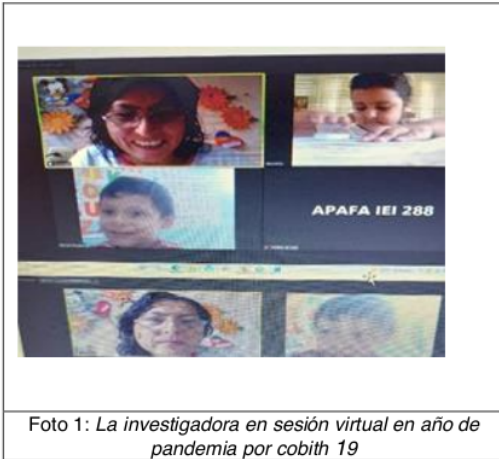 APAFA IEI 288
Foto 1: La investigadora en sesión virtual en año de
pandemia por cobith 19